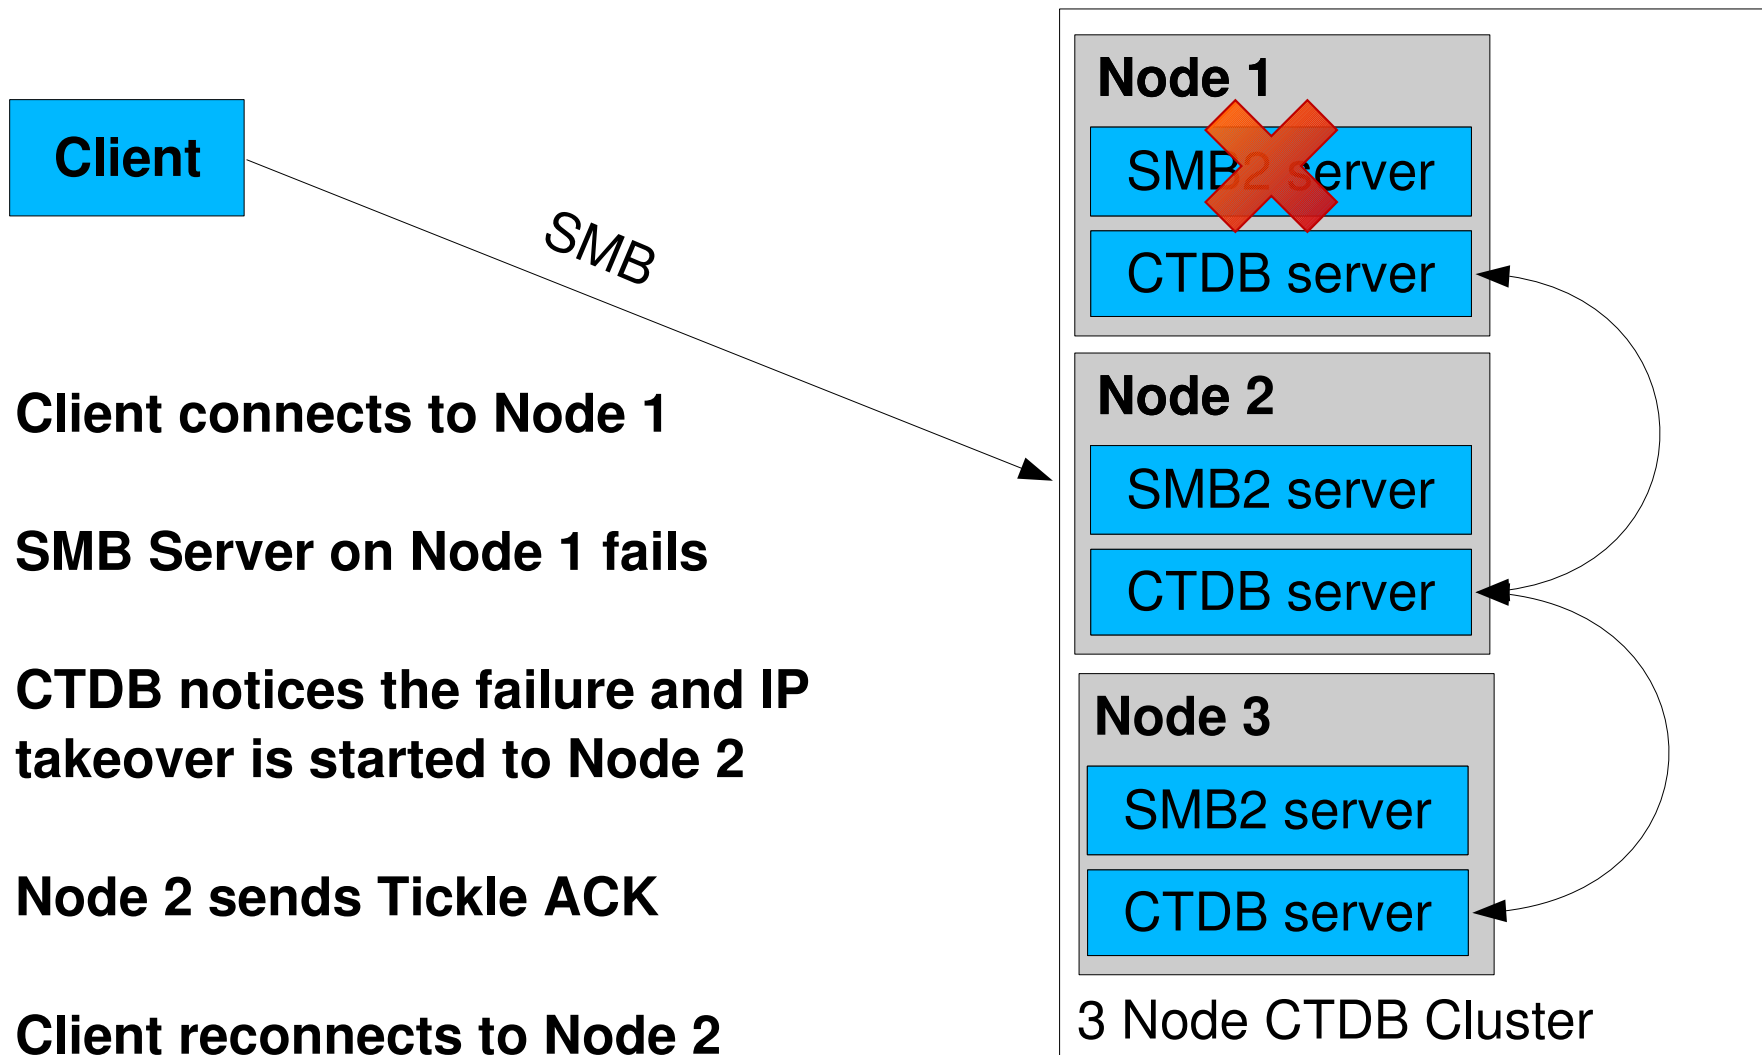 Client
SMB
Client connects to Node 1
SMB Server on Node 1 fails
CTDB notices the failure and IP
takeover is started to Node 2
Node 2 sends Tickle ACK
Client reconnects to Node 2
Node 1
SMB2 server
CTDB server
Node 2
SMB2 server
CTDB server
Node 3
SMB2 server
CTDB server
3 Node CTDB Cluster